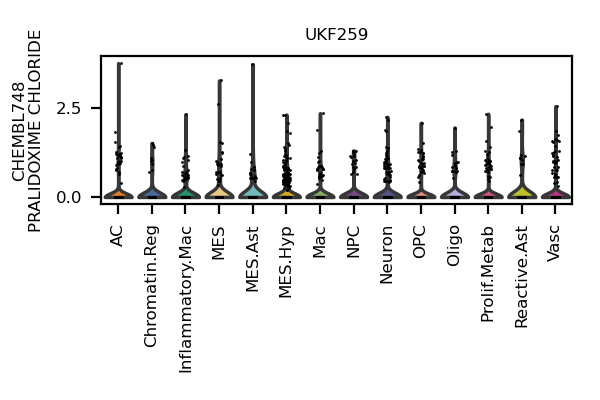 UKF259
CHEMBL748
PRALIDOXIME CHLORIDE
2.5
0.0
AC
Chromatin.Reg
Inflammatory.Mac
MES
MES.Ast
MES.Hyp
Mac
NPC
Neuron
OPC
Oligo
Prolif.Metab
Reactive.Ast
Vasc